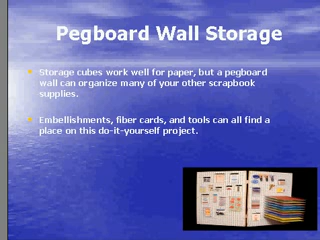 Pegboard Wall Storage
Storage cubes work well for paper, but a pegboard
wall can organize many of your other scrapbook
supplies.
Embellishments, fiber cards, and tools can all find a
place on this do-it-yourself project.